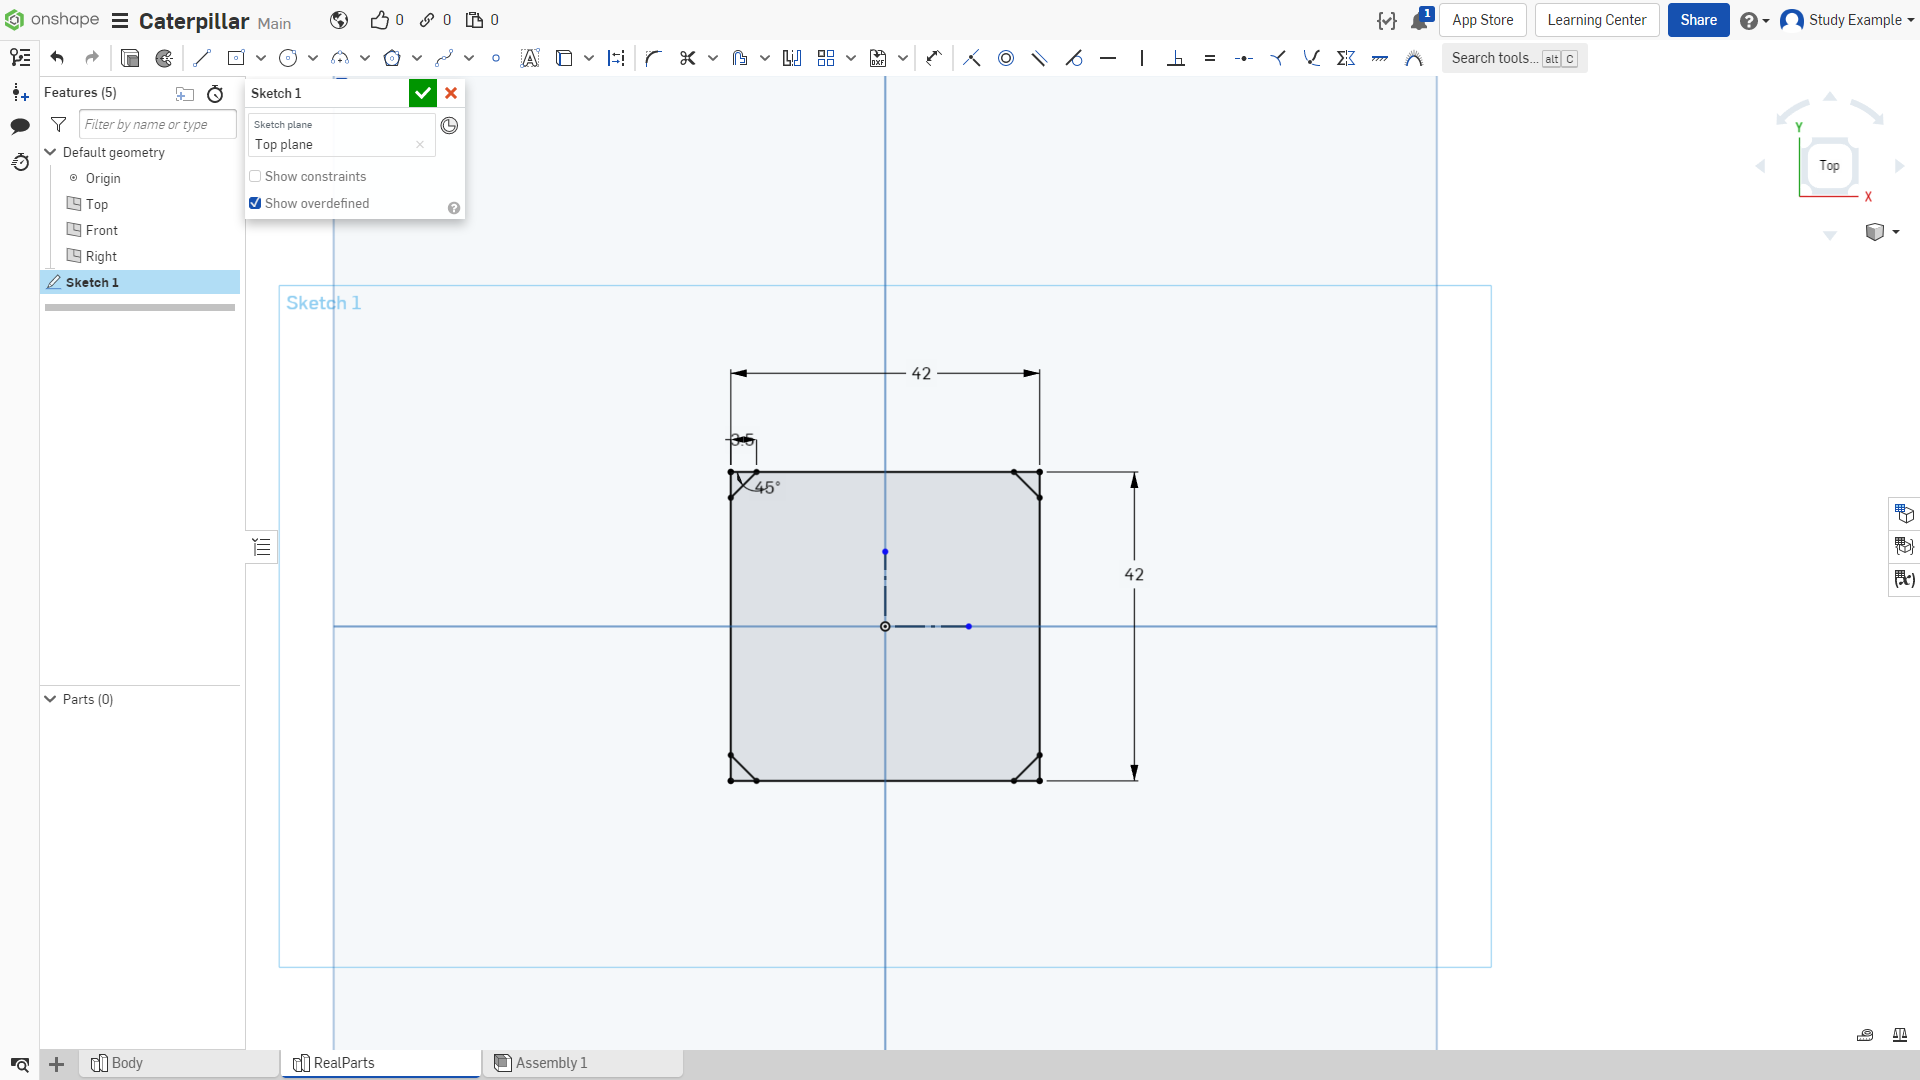 onshape Caterpillar Main 0 0 0 1 App Store Learning Center Share Study Example
Search tools... alt C
Features (5)
Filter by name or type
Default geometry
Origin
Top
Front
Right
Sketch 1
Parts (0)
Sketch 1
Sketch plane
Top plane
Show constraints
Show overdefined
Sketch 1
42
3.5
45°
42
Y
Top
X
Body RealParts Assembly 1